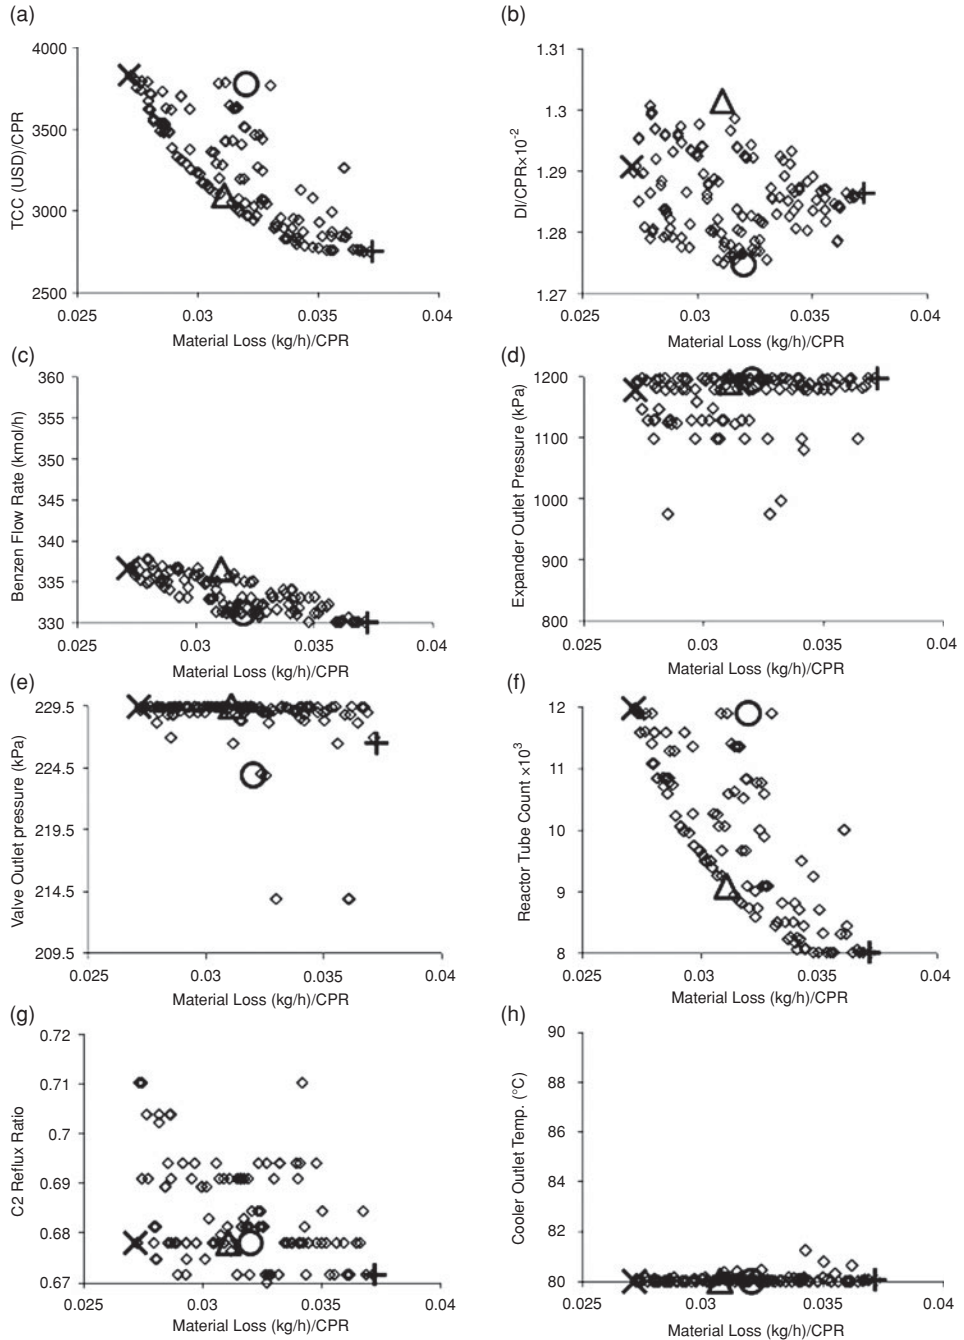 (a)
4000
3500
3000
2500
TCC (USD)/CPR
0.025 0.03 0.035 0.04
Material Loss (kg/h)/CPR
(b)
1.31
1.3
1.29
1.28
1.27
DI/CPR×10-2
0.025 0.03 0.035 0.04
Material Loss (kg/h)/CPR
(c)
360
355
350
345
340
335
330
Benzen Flow Rate (kmol/h)
0.025 0.03 0.035 0.04
Material Loss (kg/h)/CPR
(d)
1200
1100
1000
900
800
Expander Outlet Pressure (kPa)
0.025 0.03 0.035 0.04
Material Loss (kg/h)/CPR
(e)
229.5
224.5
219.5
214.5
209.5
Valve Outlet pressure (kPa)
0.025 0.03 0.035 0.04
Material Loss (kg/h)/CPR
(f)
12
11
10
9
8
Reactor Tube Count ×103
0.025 0.03 0.035 0.04
Material Loss (kg/h)/CPR
(g)
0.72
0.71
0.7
0.69
0.68
0.67
C2 Reflux Ratio
0.025 0.03 0.035 0.04
Material Loss (kg/h)/CPR
(h)
90
88
86
84
82
80
Cooler Outlet Temp. (°C)
0.025 0.03 0.035 0.04
Material Loss (kg/h)/CPR